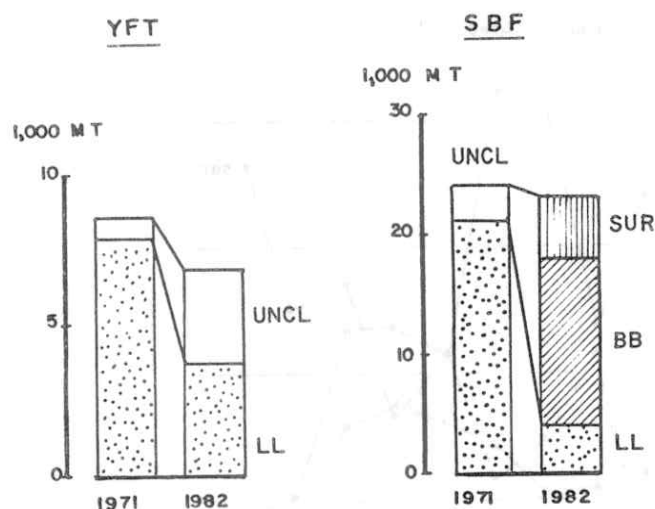 YFT
1,000 MT
10
5
0
UNCL
LL
1971 1982
SBF
1,000 MT
30
20
10
0
UNCL
SUR
BB
LL
1971 1982